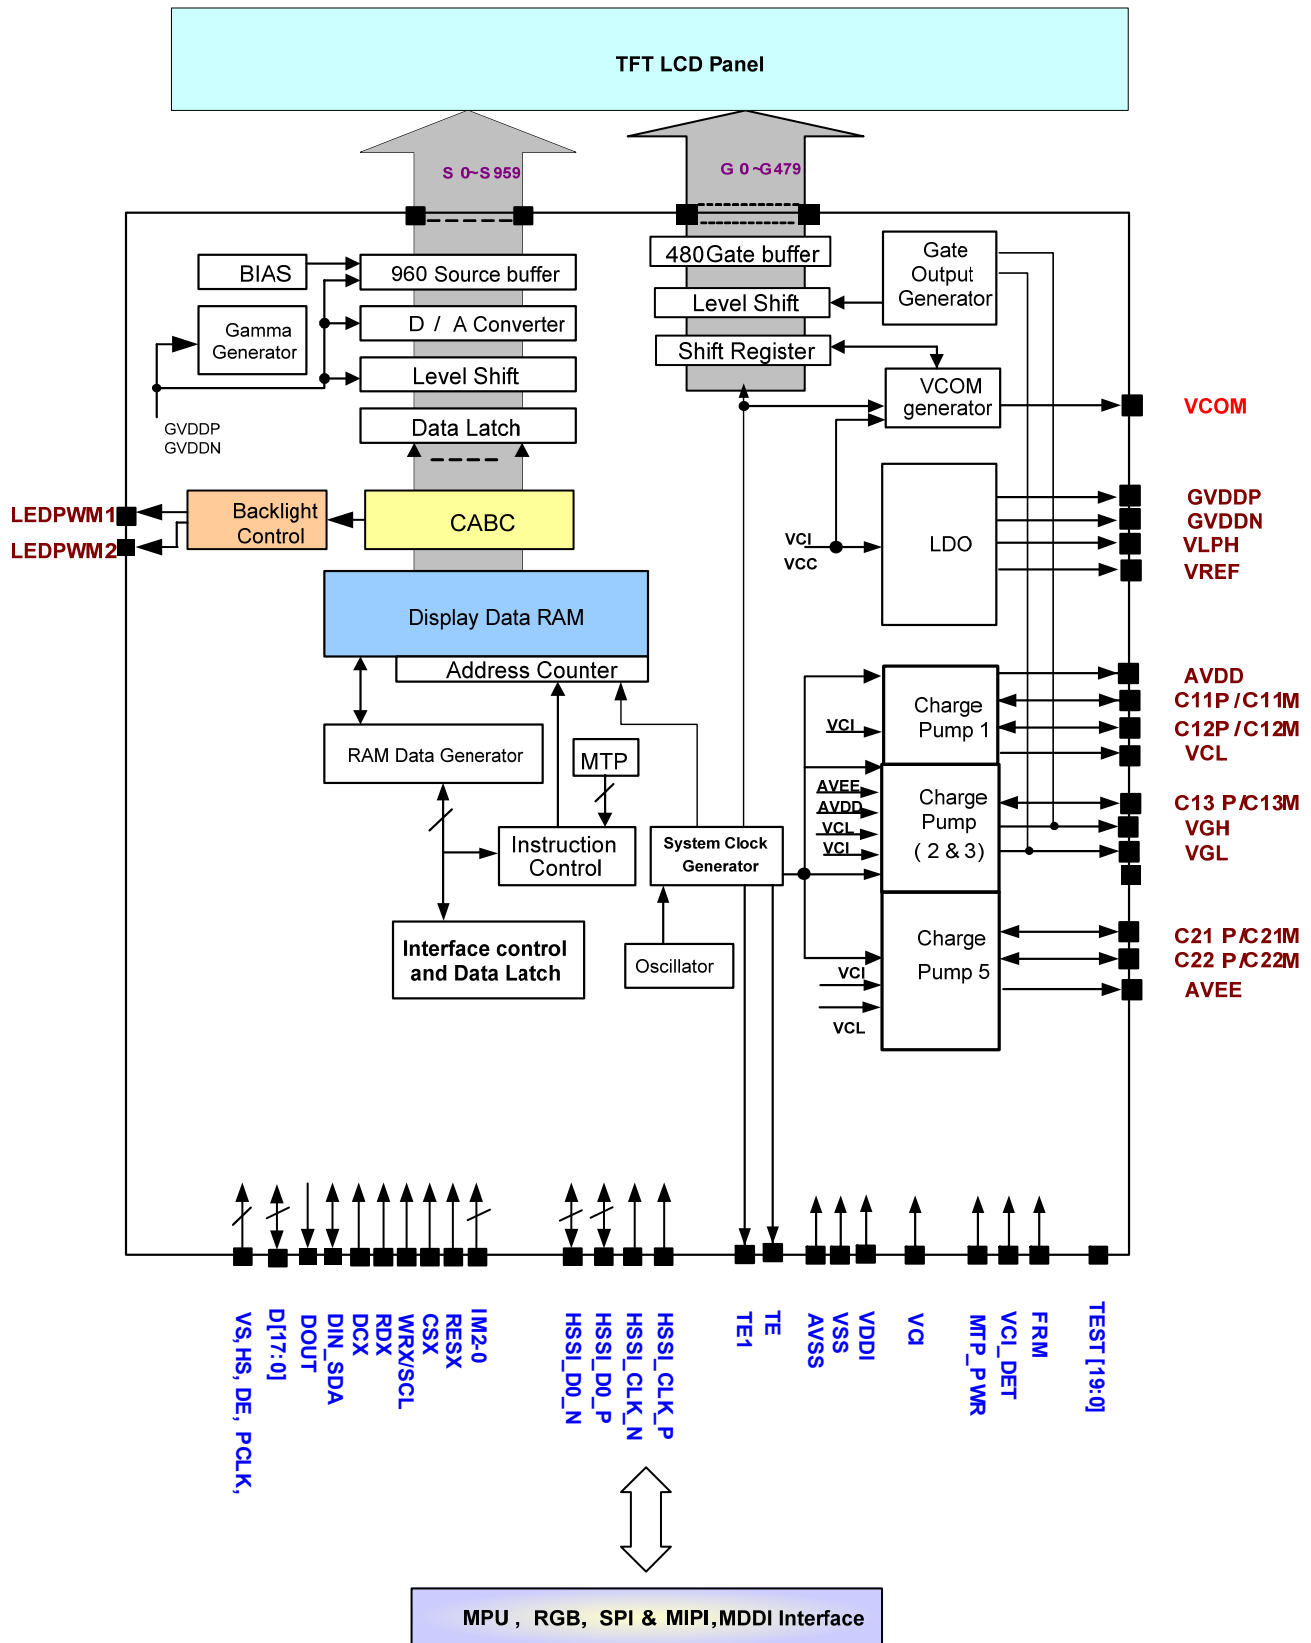 TFT LCD Panel
S 0~S959
G 0~G479
BIAS
960 Source buffer
480Gate buffer
Gate
Output
Generator
Gamma
Generator
D / A Converter
Level Shift
Level Shift
Shift Register
VCOM
generator
VCOM
GVDDP
GVDDN
Data Latch
LEDPWM1
LEDPWM2
Backlight
Control
CABC
VCI
VCC
LDO
GVDDP
GVDDN
VLPH
VREF
Display Data RAM
Address Counter
RAM Data Generator
MTP
Instruction
Control
System Clock
Generator
Interface control
and Data Latch
Oscillator
VCI
Charge
Pump 1
AVDD
C11P / C11M
C12P / C12M
VCL
AVEE
AVDD
VCL
VCI
Charge
Pump
( 2 & 3)
C13 P/C13M
VGH
VGL
VCI
VCL
Charge
Pump 5
C21 P/C21M
C22 P/C22M
AVEE
VS, HS, DE, PCLK,
D[17:0]
DOUT
DIN_SDA
DCX
RDX
WRX/SCL
CSX
RESX
IM2-0
HSSI_D0_N
HSSI_D0_P
HSSI_CLK_N
HSSI_CLK_P
TE1
TE
AVSS
VSS
VDDI
VCI
MTP_PWR
VCI_DET
FRM
TEST [19:0]
MPU , RGB, SPI & MIPI,MDDI Interface